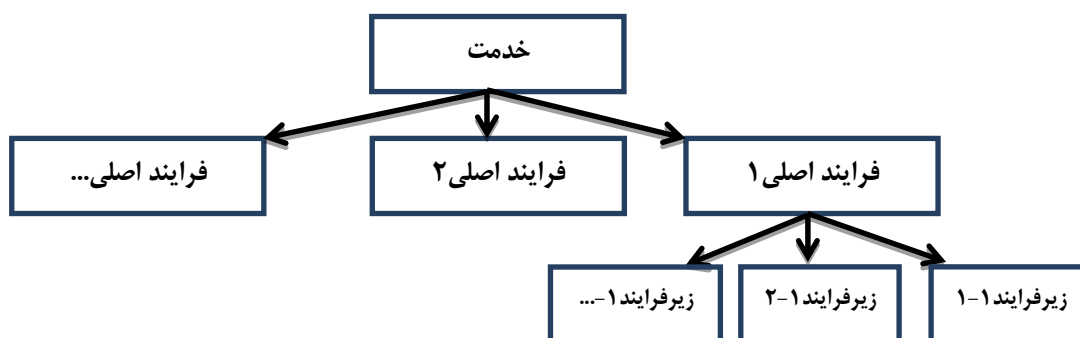 خدمت
فرایند اصلی۱
فرایند اصلی۲
فرایند اصلی...
زیرفرایند۱-۱
زیرفرایند۱-۲
زیرفرایند۱-...